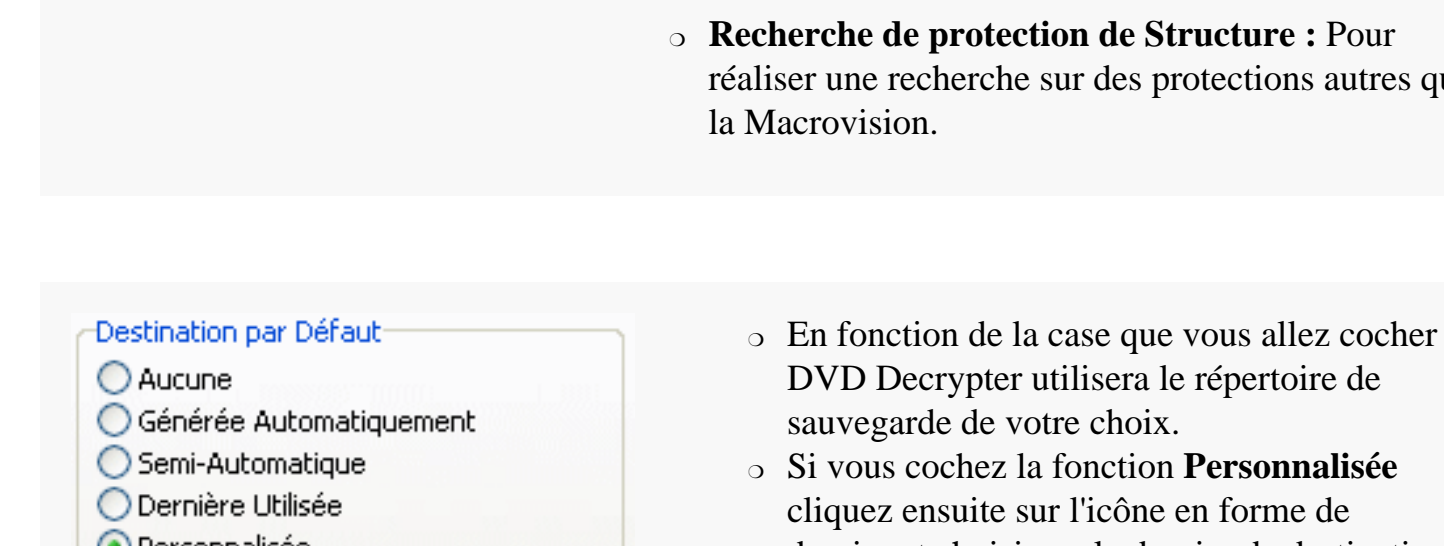 ❍ Recherche de protection de Structure : Pour
réaliser une recherche sur des protections autres
la Macrovision.
Destination par Défaut
Aucune
Générée Automatiquement
Semi-Automatique
Dernière Utilisée
Personnalisée
❍ En fonction de la case que vous allez cocher
DVD Decrypter utilisera le répertoire de
sauvegarde de votre choix.
❍ Si vous cochez la fonction Personnalisée
cliquez ensuite sur l'icône en forme de